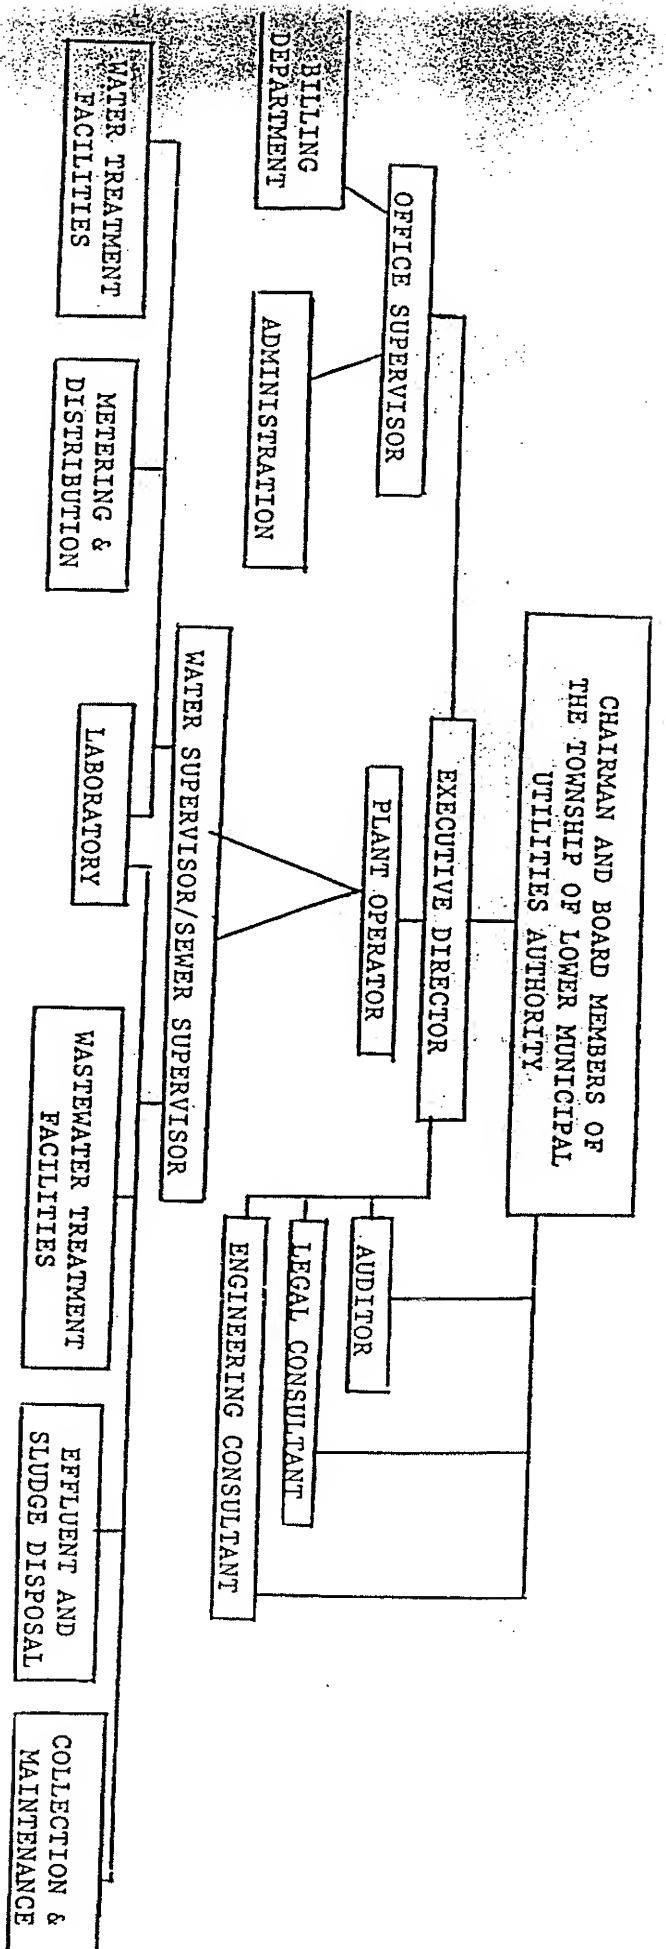 CHAIRMAN AND BOARD MEMBERS OF
THE TOWNSHIP OF LOWER MUNICIPAL
UTILITIES AUTHORITY
EXECUTIVE DIRECTOR
PLANT OPERATOR
OFFICE SUPERVISOR
BILLING
DEPARTMENT
ADMINISTRATION
AUDITOR
LEGAL CONSULTANT
ENGINEERING CONSULTANT
WATER SUPERVISOR/SEWER SUPERVISOR
WATER TREATMENT
FACILITIES
METERING &
DISTRIBUTION
LABORATORY
WASTEWATER TREATMENT
FACILITIES
EFFLUENT AND
SLUDGE DISPOSAL
COLLECTION &
MAINTENANCE